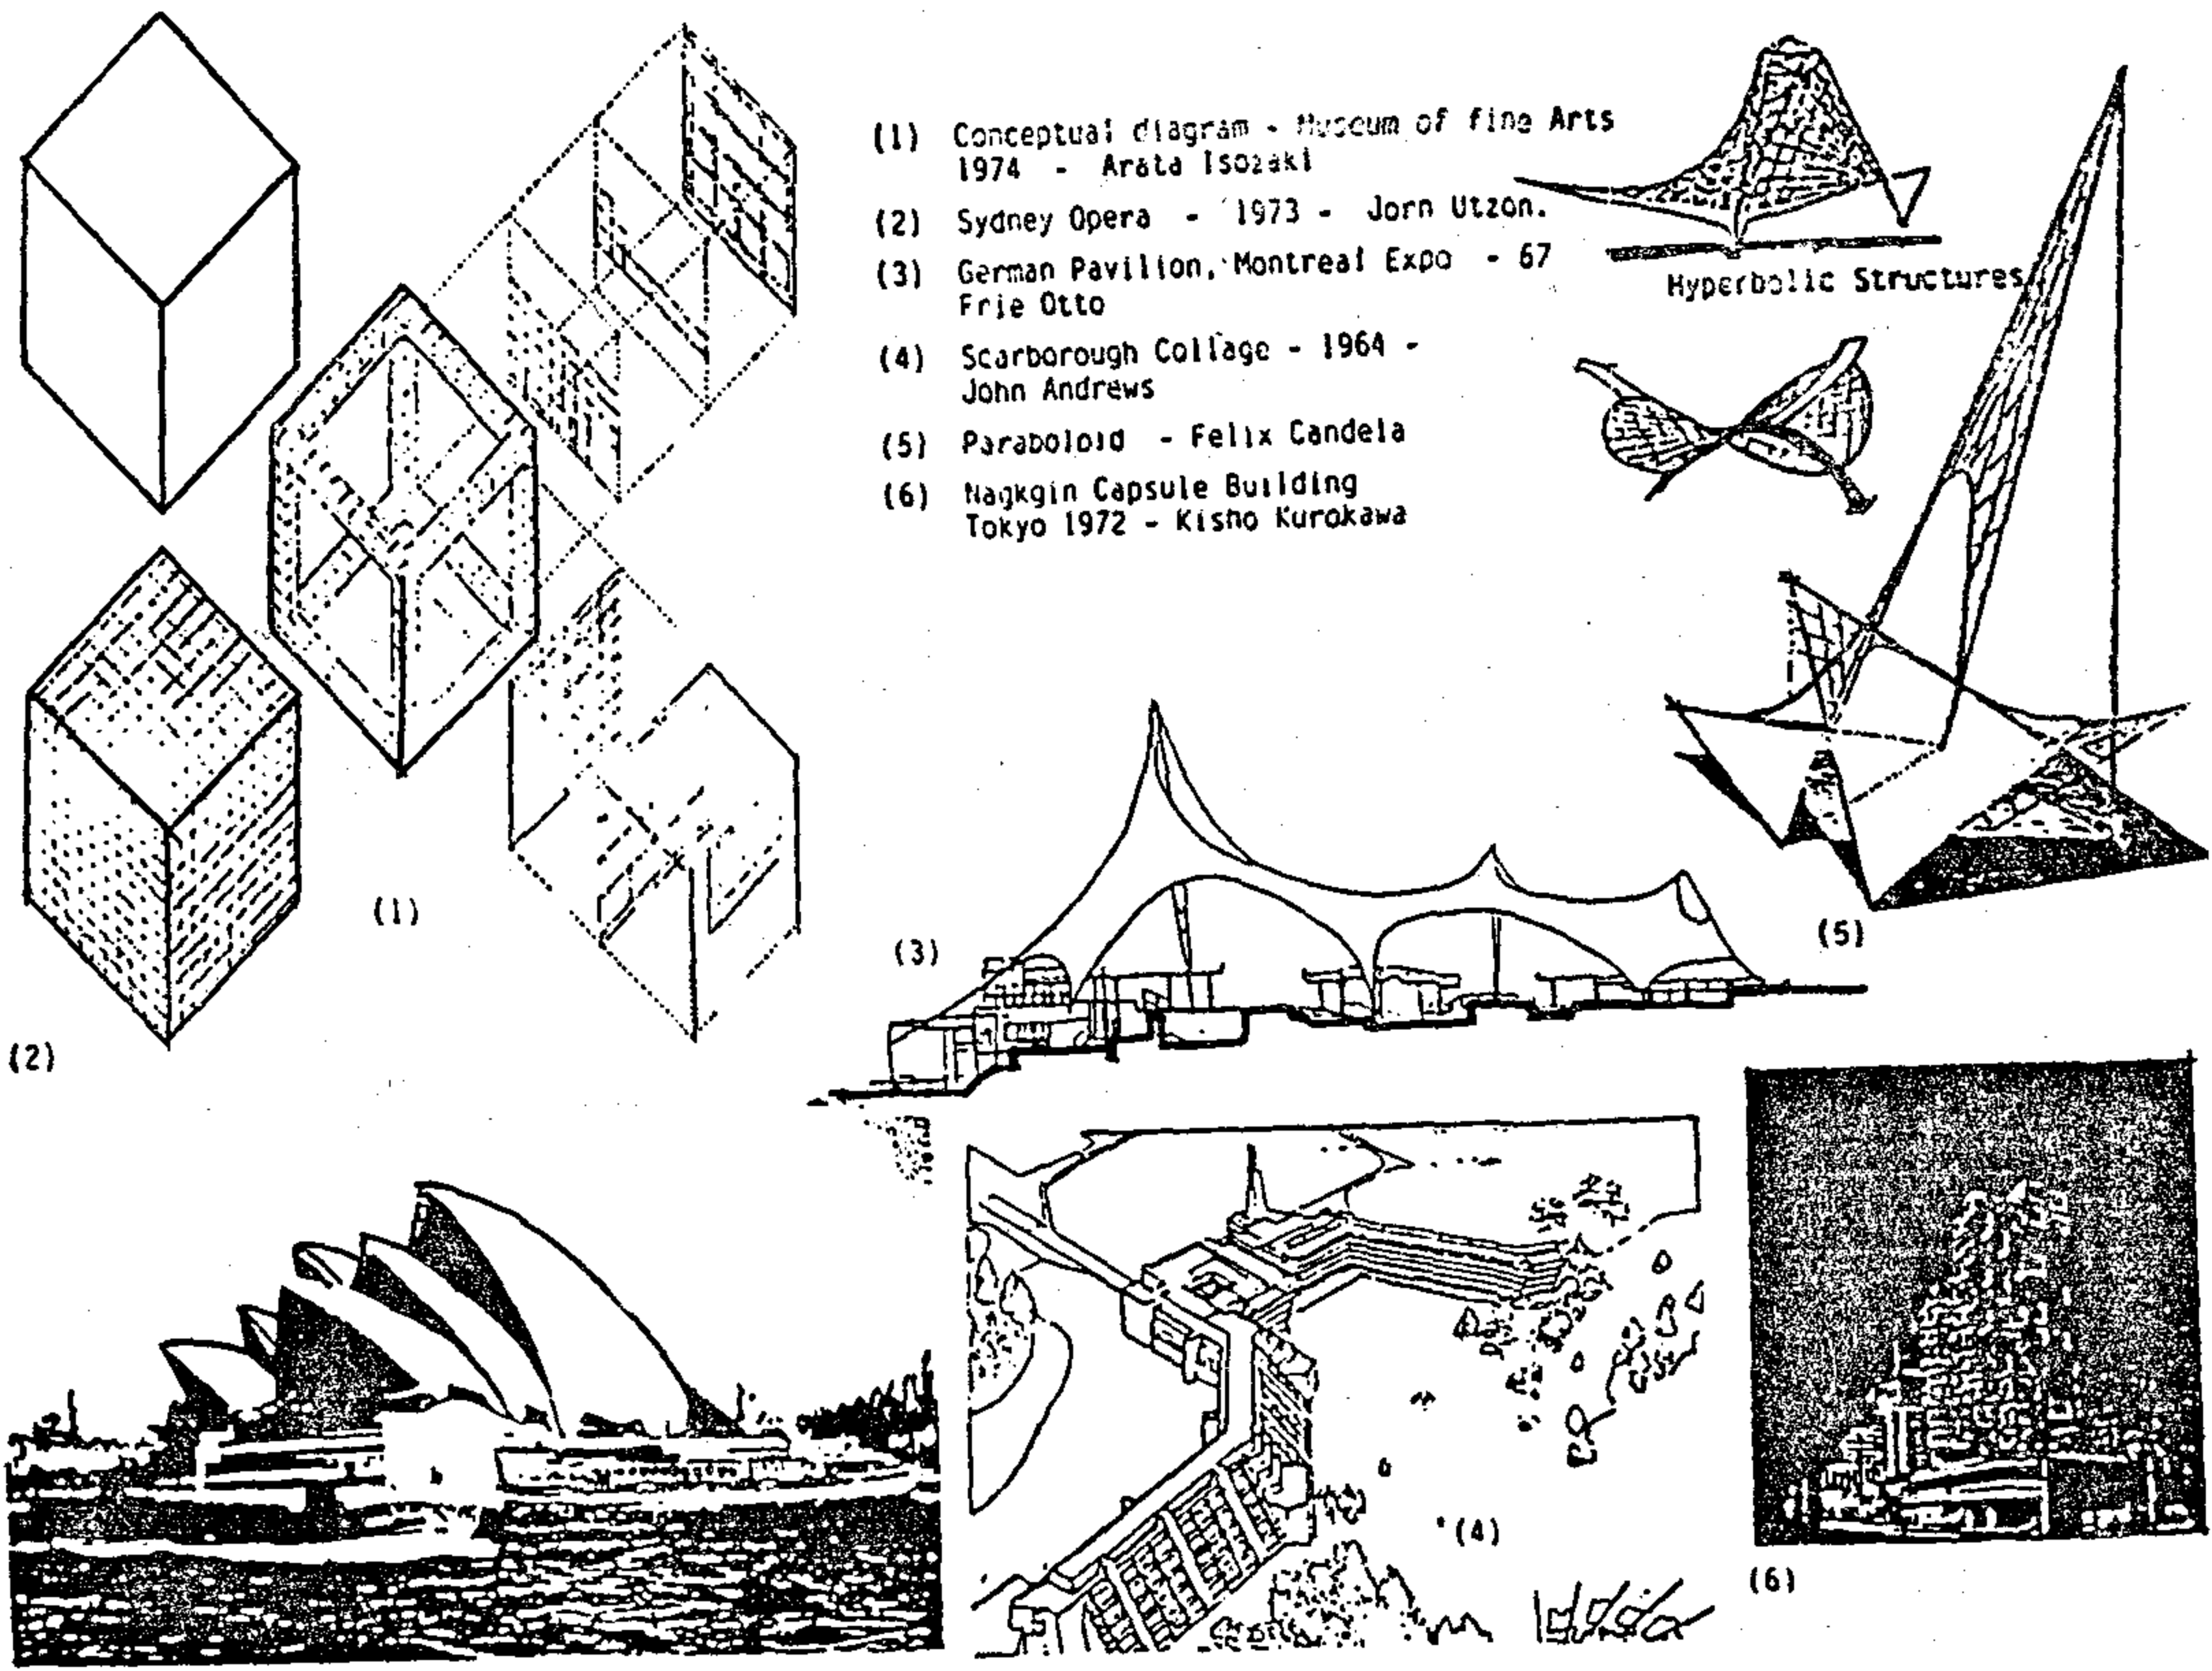 (1) Conceptual diagram - Museum of fine Arts
1974 - Arata Isozaki
(2) Sydney Opera - 1973 - Jorn Utzon.
(3) German Pavilion, Montreal Expo - 67
Frie Otto
(4) Scarborough Collage - 1964 -
John Andrews
(5) Paraboloid - Felix Candela
(6) Nagkgin Capsule Building
Tokyo 1972 - Kisho Kurokawa
Hyperbolic Structures
(1)
(3)
(5)
(2)
(4)
(6)